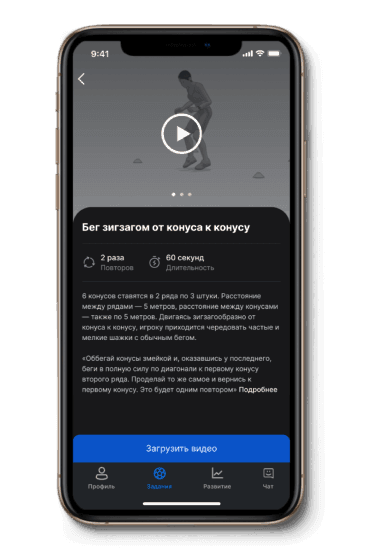 9:41
Бег зигзагом от конуса к конусу
2 раза
Повторов
60 секунд
Длительность
6 конусов ставятся в 2 ряда по 3 штуки. Расстояние
между рядами — 5 метров, расстояние между конусами
— также по 5 метров. Двигаясь зигзагообразно от
конуса к конусу, игроку приходится чередовать частые и
мелкие шажки с обычным бегом.
«Оббегай конусы змейкой и, оказавшись у последнего,
беги в полную силу по диагонали к первому конусу
второго ряда. Проделай то же самое и вернись к
первому конусу. Это будет одним повтором» Подробнее
Загрузить видео
Профиль
Задания
Развитие
Чат